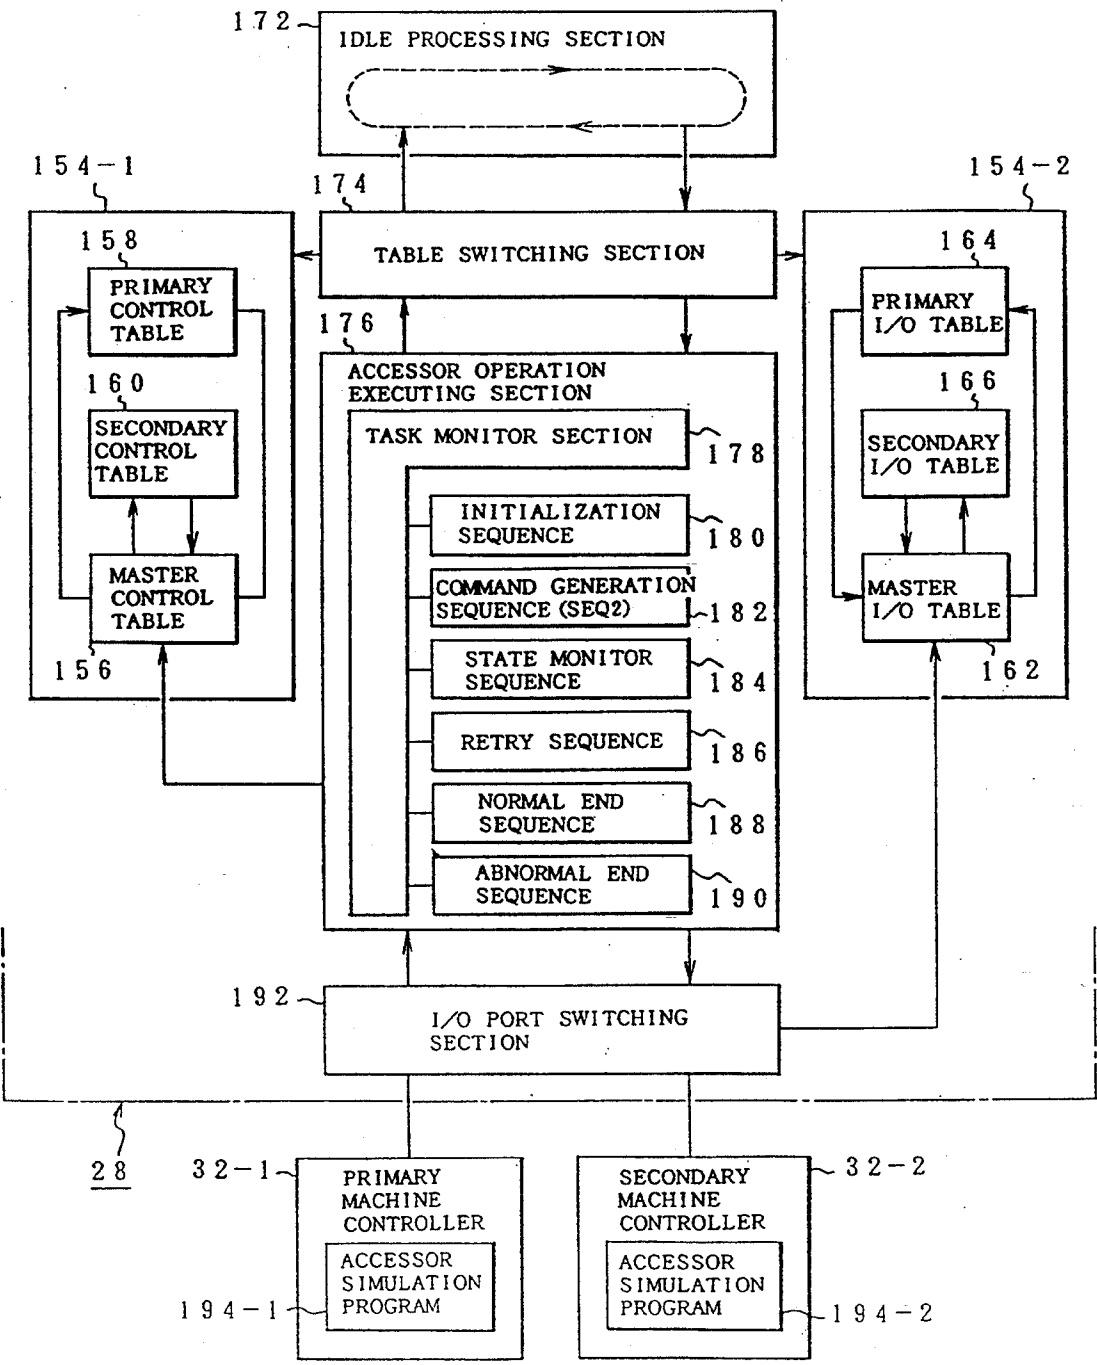 172
IDLE PROCESSING SECTION
154-1
174
154-2
TABLE SWITCHING SECTION
158
PRIMARY
CONTROL
TABLE
160
SECONDARY
CONTROL
TABLE
MASTER
CONTROL
TABLE
156
164
PRIMARY
I/O TABLE
166
SECONDARY
I/O TABLE
MASTER
I/O TABLE
162
176
ACCESSOR OPERATION
EXECUTING SECTION
TASK MONITOR SECTION
178
INITIALIZATION
SEQUENCE
180
COMMAND GENERATION
SEQUENCE (SEQ2)
182
STATE MONITOR
SEQUENCE
184
RETRY SEQUENCE
186
NORMAL END
SEQUENCE
188
ABNORMAL END
SEQUENCE
190
192
I/O PORT SWITCHING
SECTION
28
32-1
PRIMARY
MACHINE
CONTROLLER
ACCESSOR
SIMULATION
PROGRAM
194-1
32-2
SECONDARY
MACHINE
CONTROLLER
ACCESSOR
SIMULATION
PROGRAM
194-2